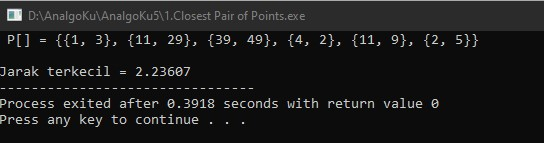 D:\AnalgoKu\AnalgoKu5\1.Closest Pair of Points.exe
P[] = {{1, 3}, {11, 29}, {39, 49}, {4, 2}, {11, 9}, {2, 5}}
Jarak terkecil = 2.23607
--------------------------------
Process exited after 0.3918 seconds with return value 0
Press any key to continue . . .